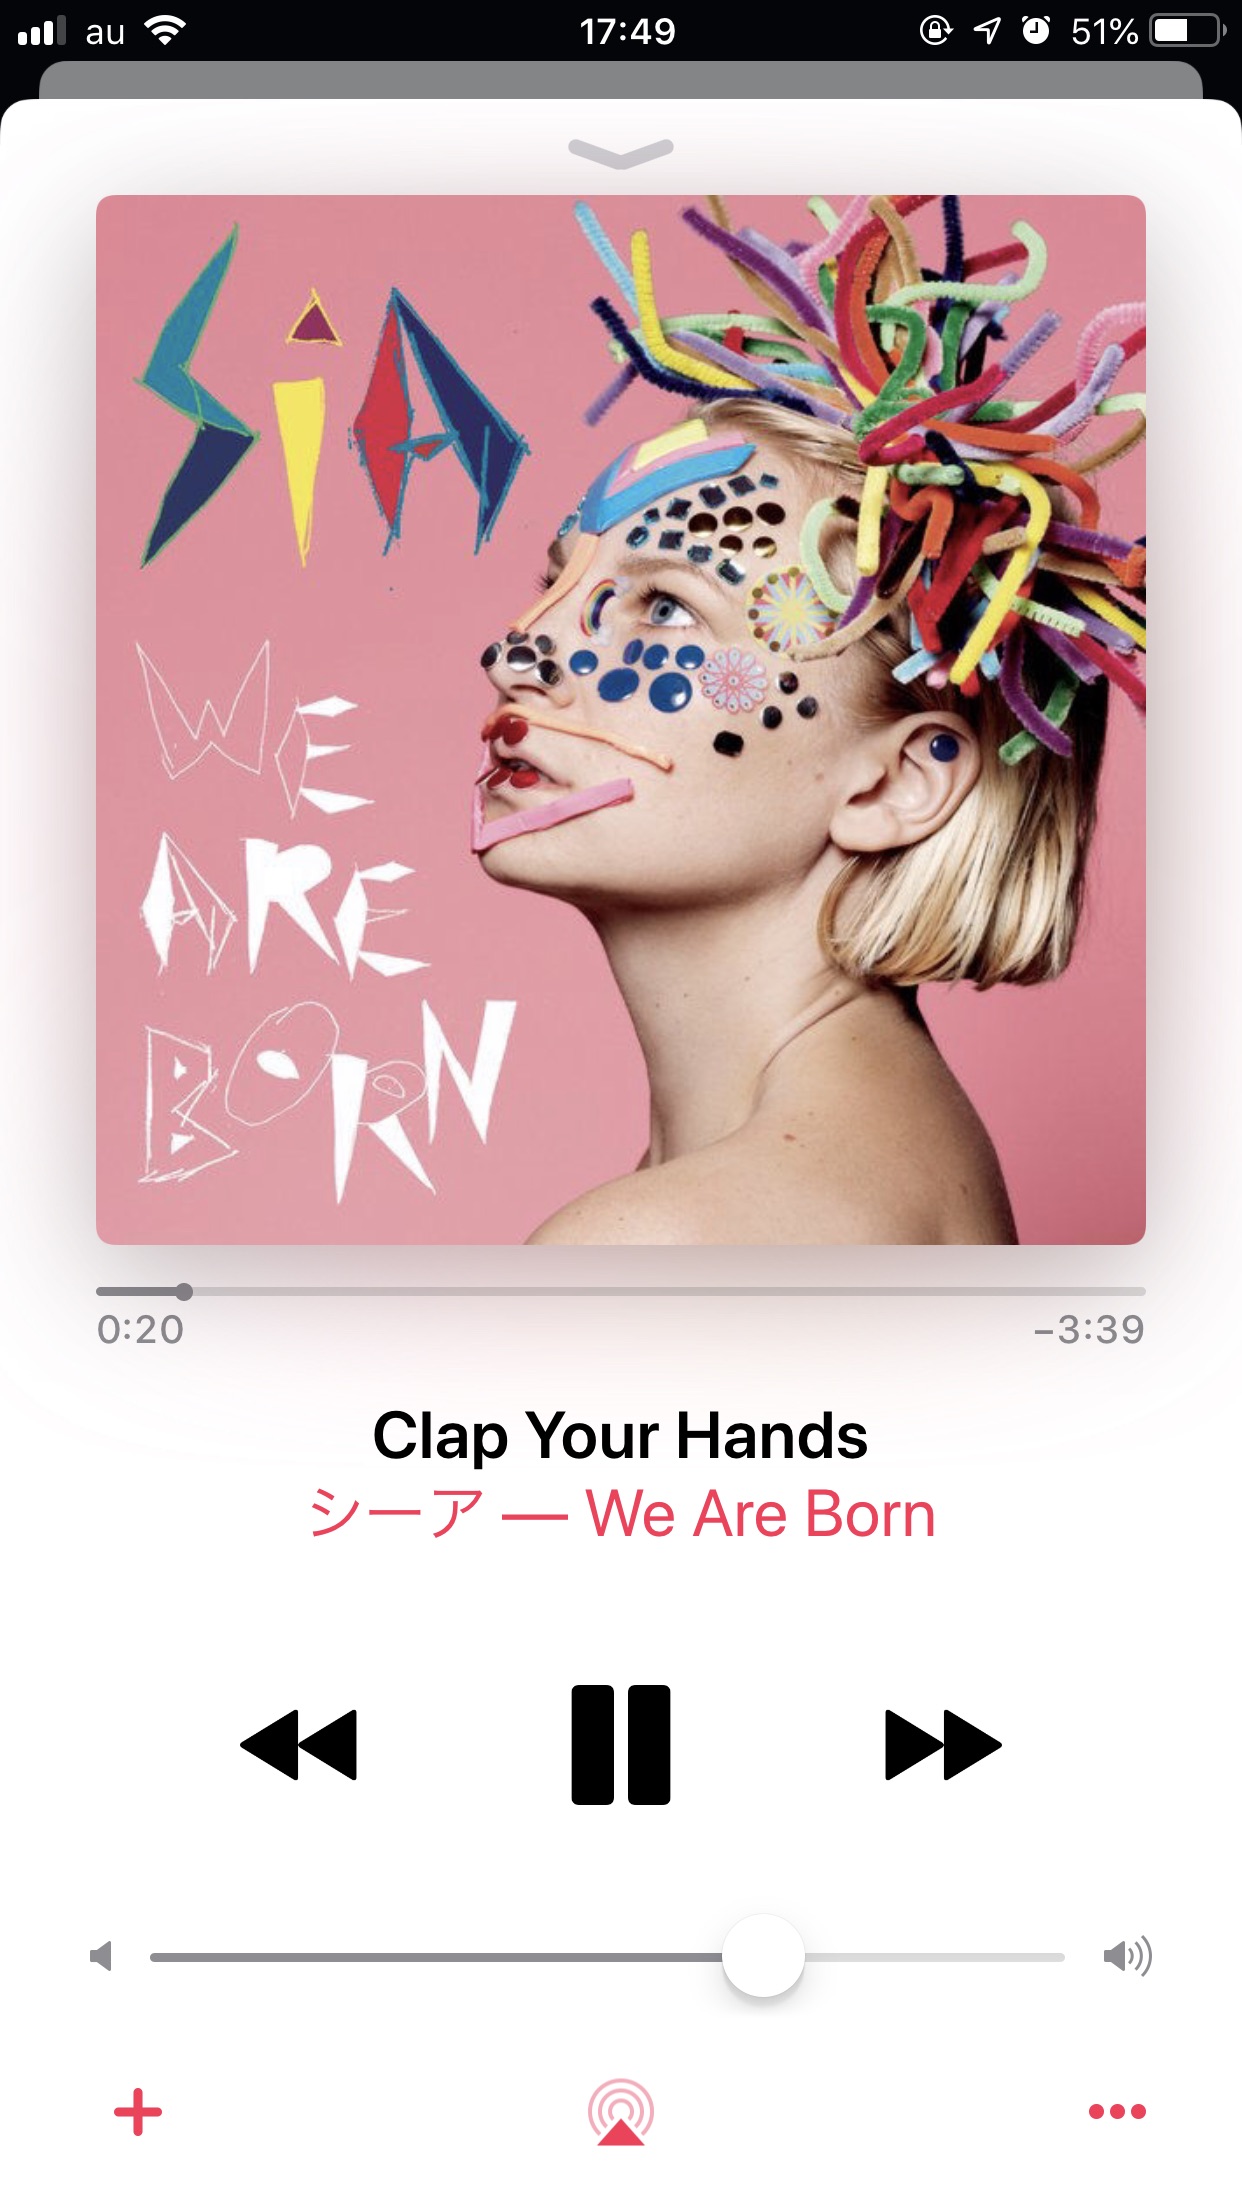 au 17:49 51%
SiA
WE
ARE
BORN
0:20 −3:39
Clap Your Hands
シーア — We Are Born